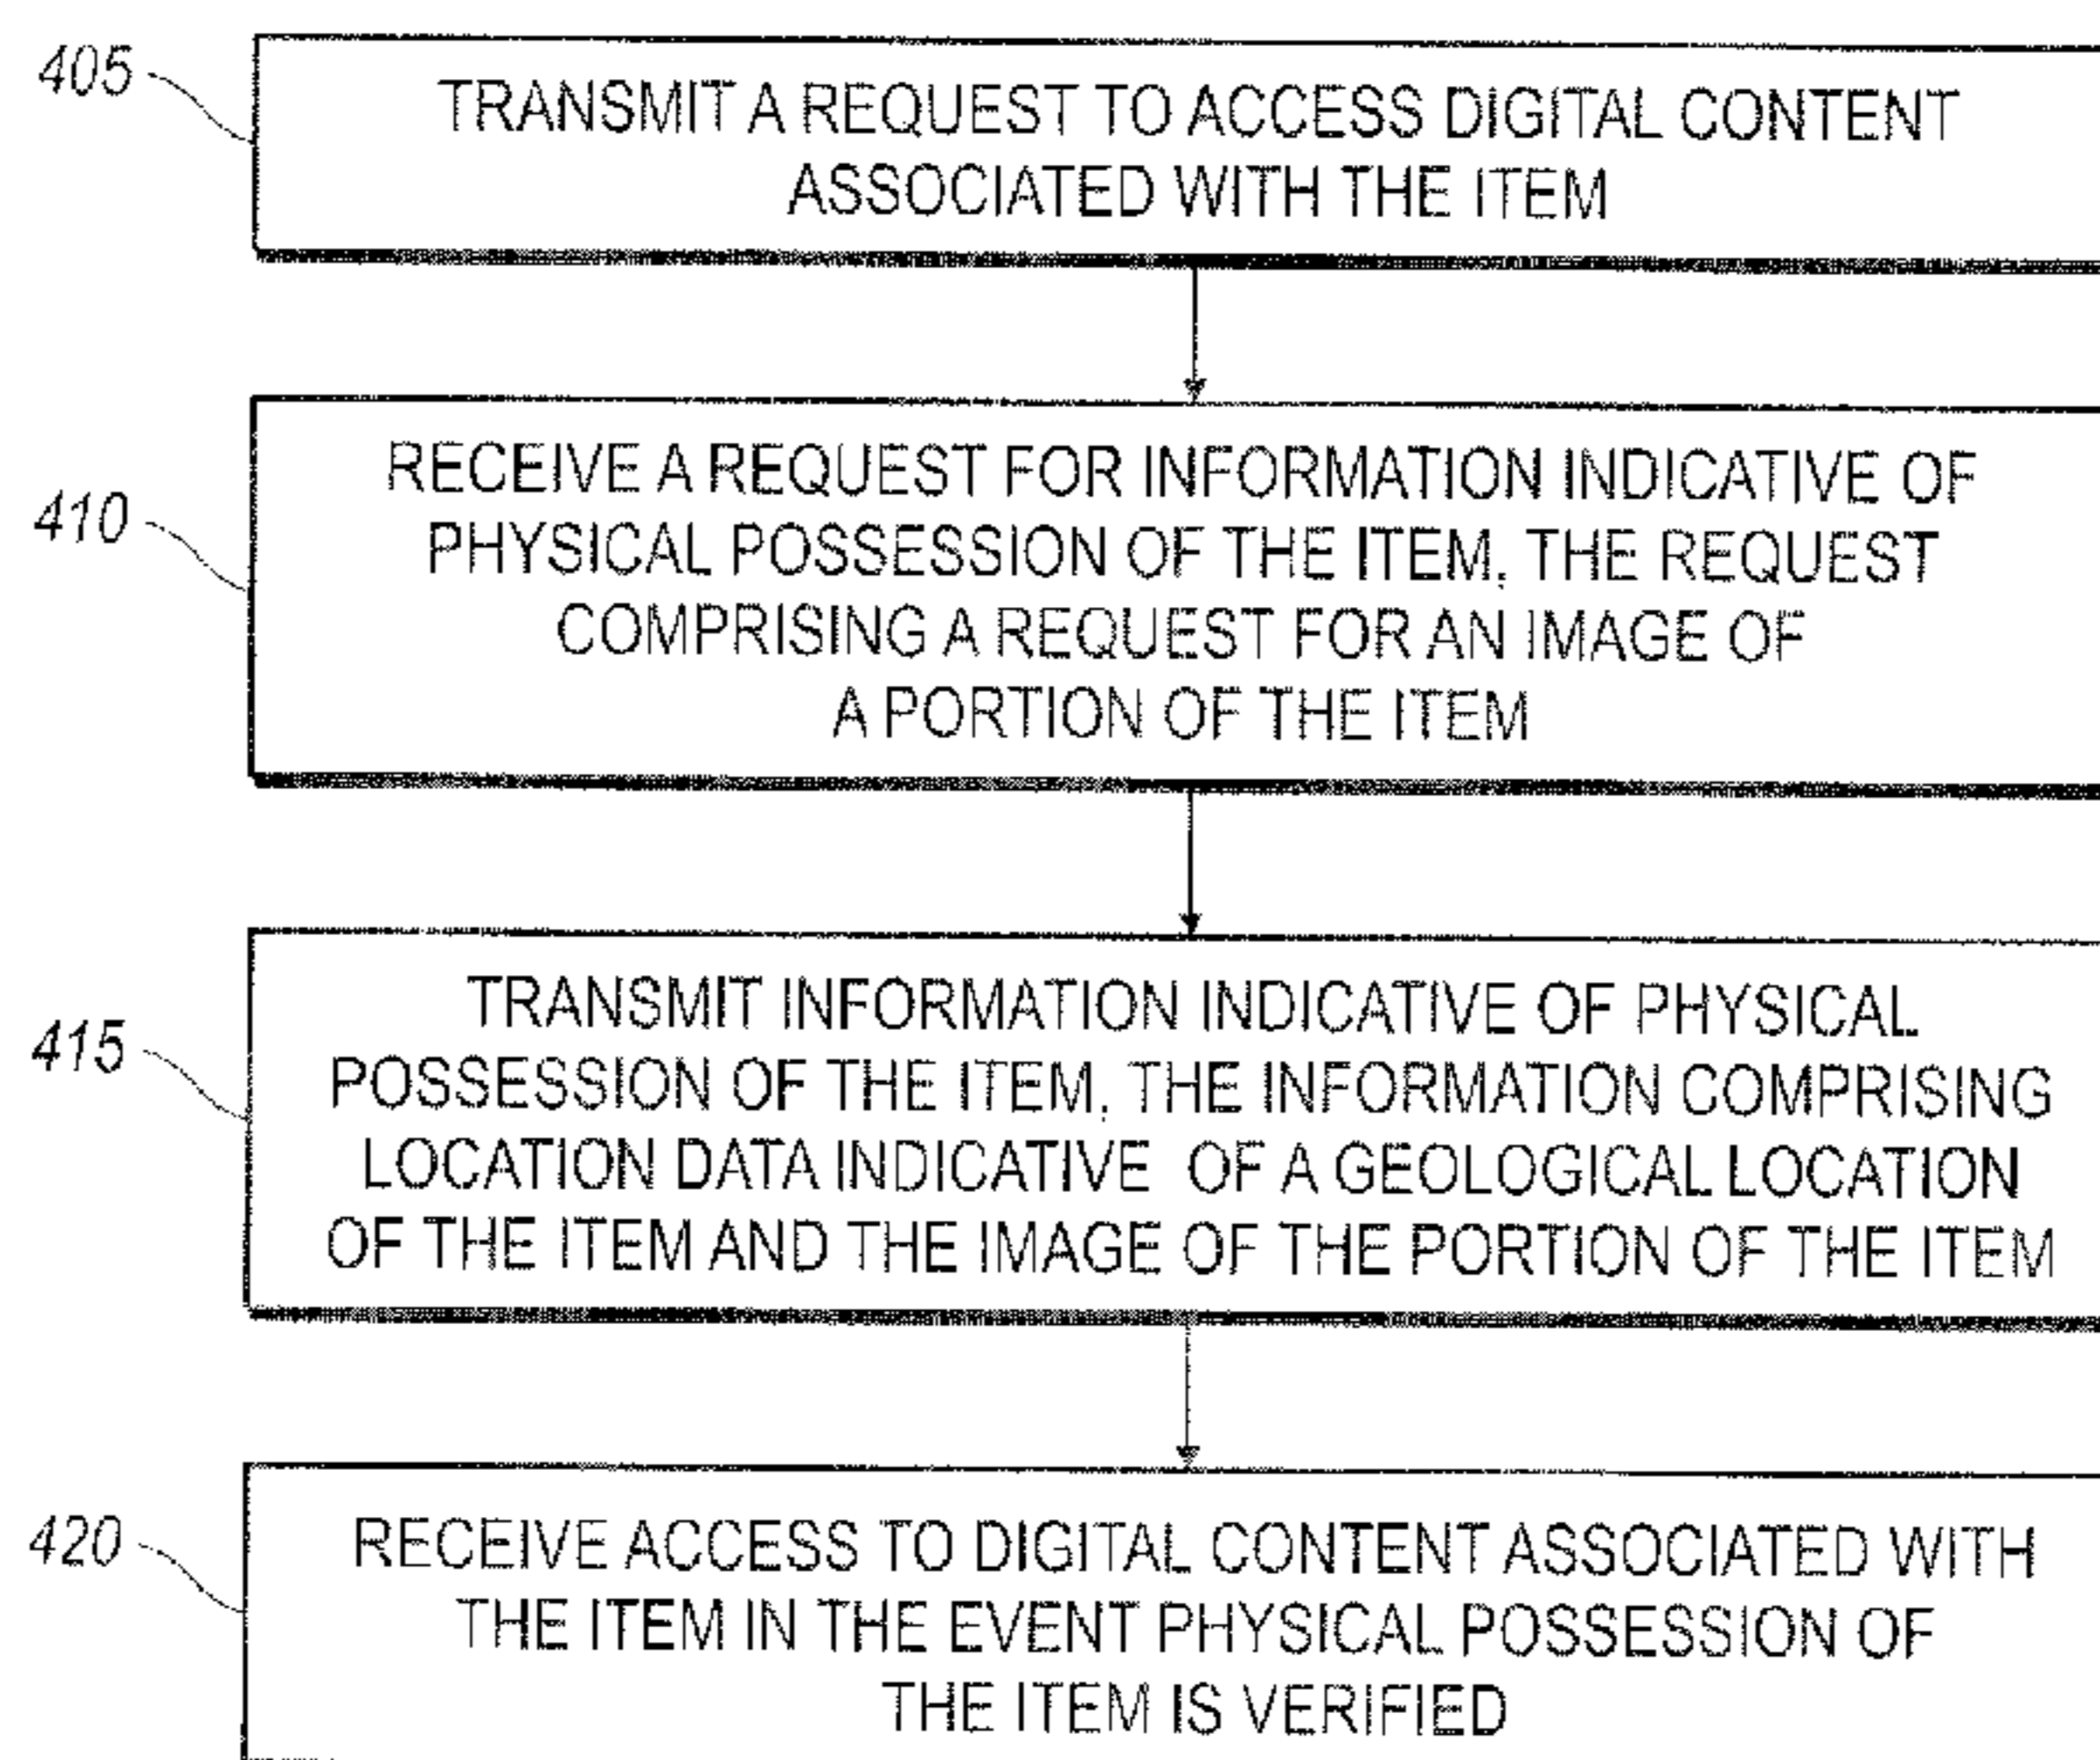 405
TRANSMIT A REQUEST TO ACCESS DIGITAL CONTENT
ASSOCIATED WITH THE ITEM
410
RECEIVE A REQUEST FOR INFORMATION INDICATIVE OF
PHYSICAL POSSESSION OF THE ITEM, THE REQUEST
COMPRISING A REQUEST FOR AN IMAGE OF
A PORTION OF THE ITEM
415
TRANSMIT INFORMATION INDICATIVE OF PHYSICAL
POSSESSION OF THE ITEM, THE INFORMATION COMPRISING
LOCATION DATA INDICATIVE OF A GEOLOGICAL LOCATION
OF THE ITEM AND THE IMAGE OF THE PORTION OF THE ITEM
420
RECEIVE ACCESS TO DIGITAL CONTENT ASSOCIATED WITH
THE ITEM IN THE EVENT PHYSICAL POSSESSION OF
THE ITEM IS VERIFIED